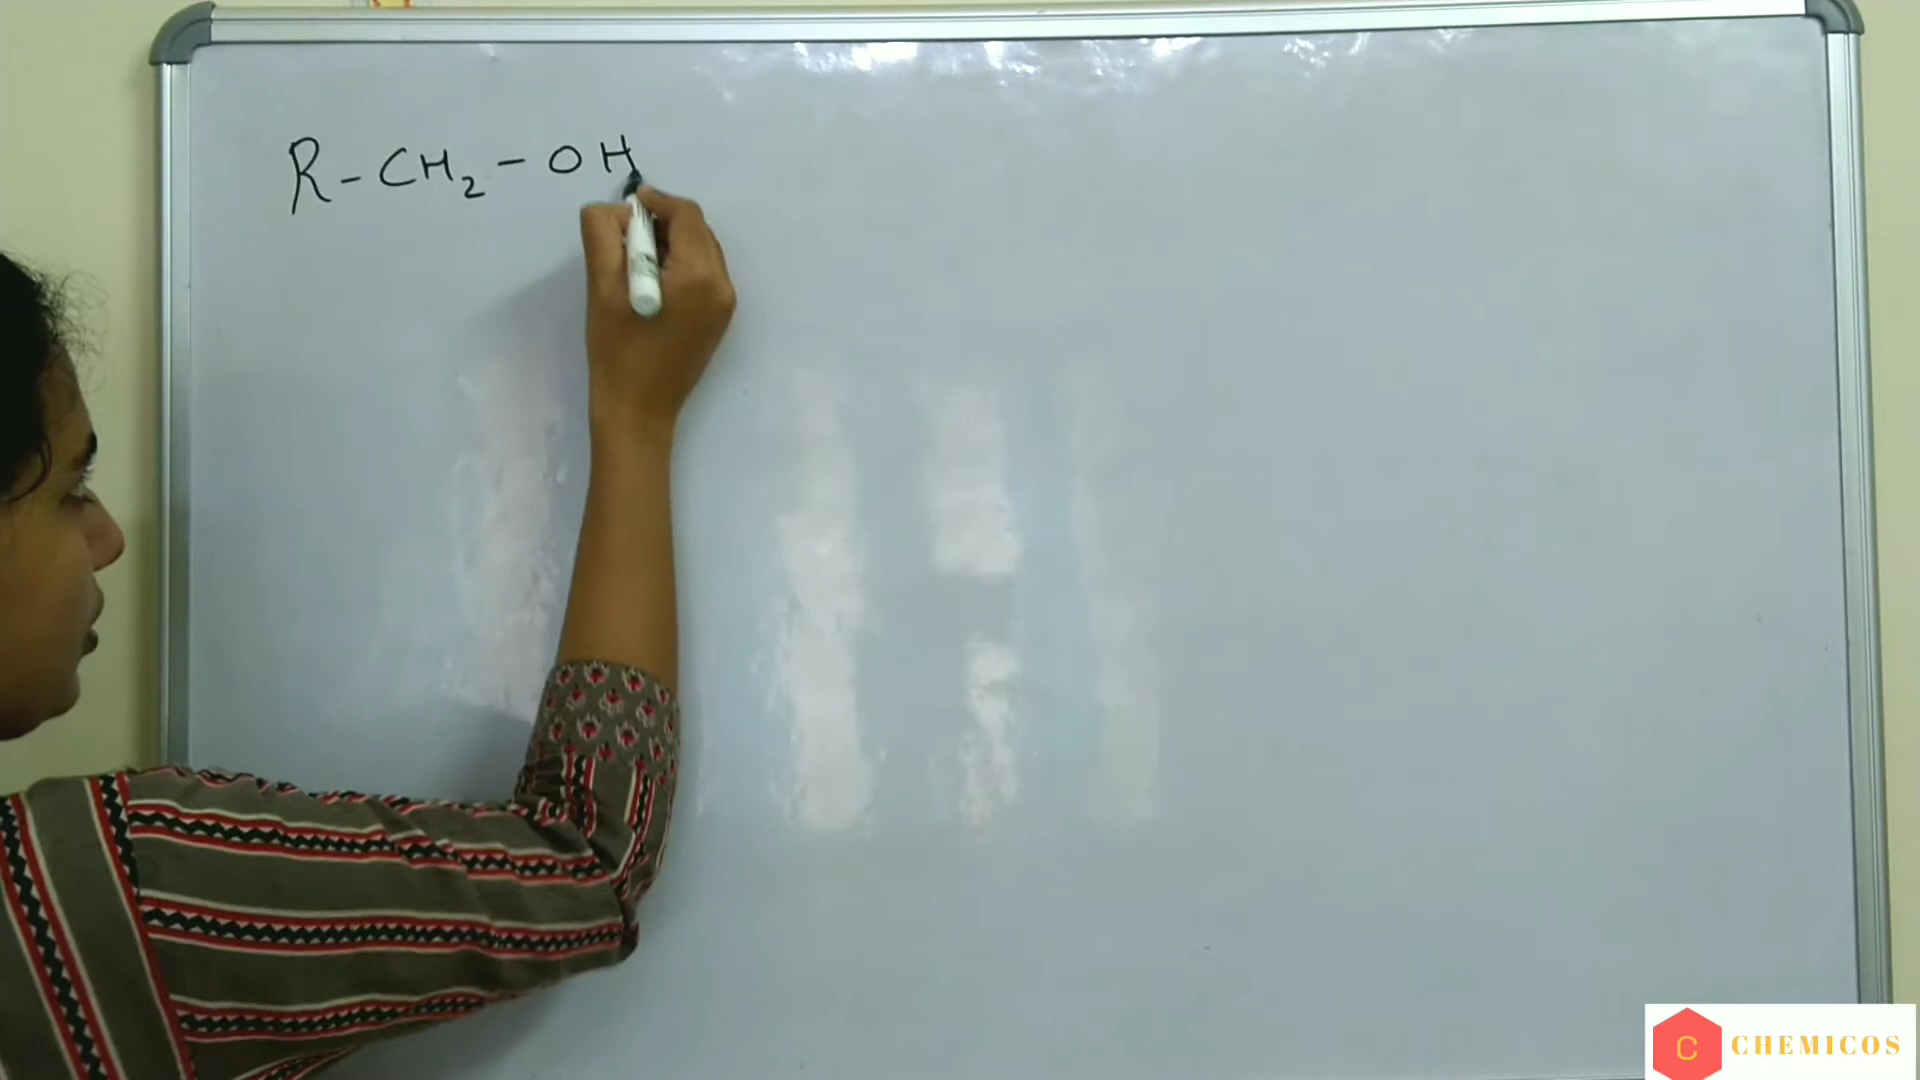 R - CH₂ - OH
C CHEMICOS